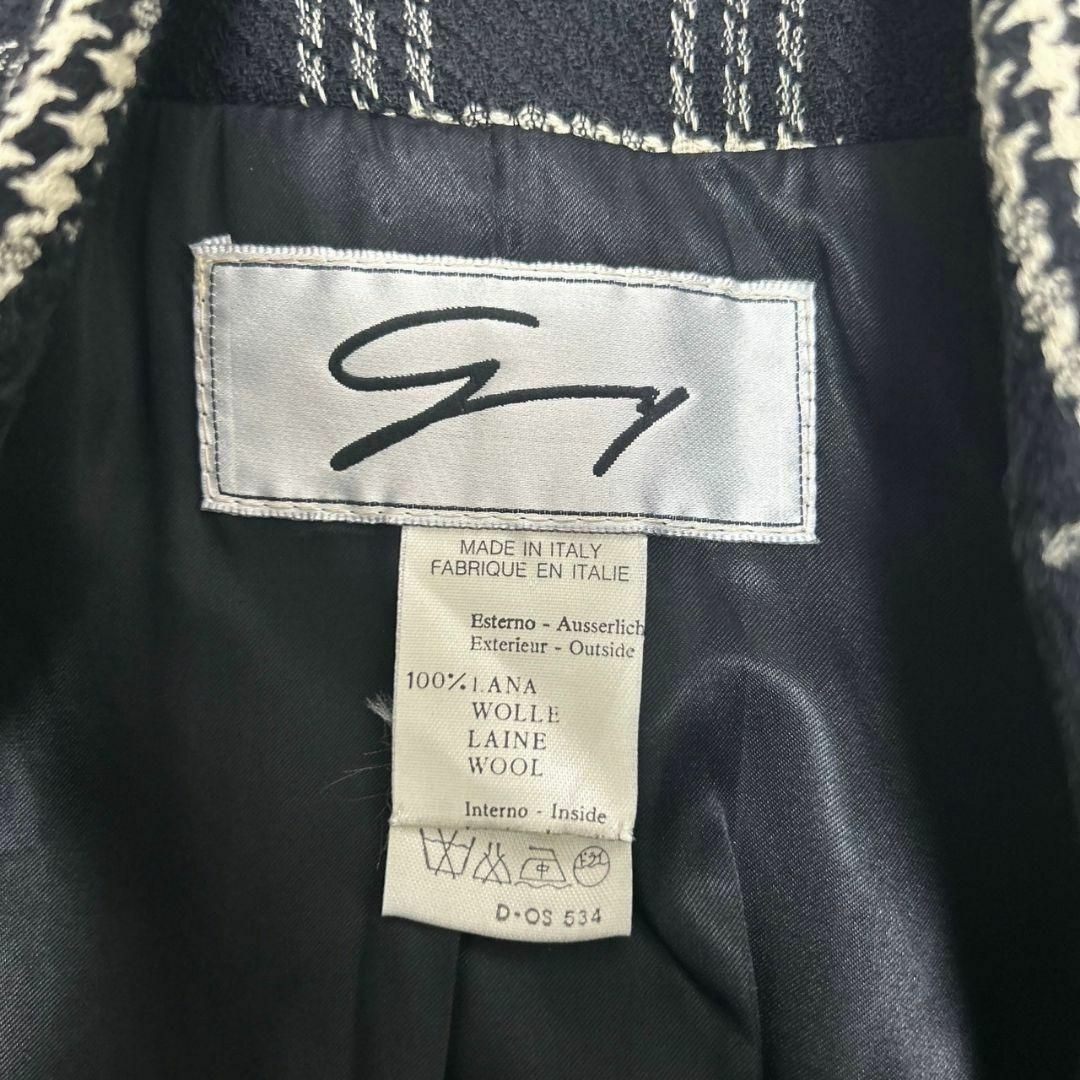 Gy
MADE IN ITALY
FABRIQUE EN ITALIE
Esterno - Ausserlich
Exterieur - Outside
100% LANA
WOLLE
LAINE
WOOL
Interno - Inside
D·OS 534